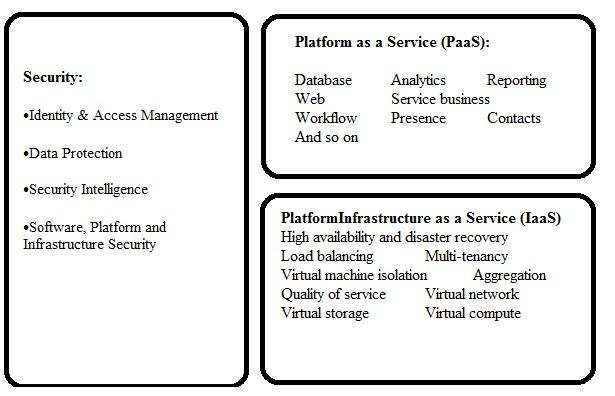 Security:
•Identity & Access Management
•Data Protection
•Security Intelligence
•Software, Platform and
Infrastructure Security
Platform as a Service (PaaS):
Database Analytics Reporting
Web Service business
Workflow Presence Contacts
And so on
PlatformInfrastructure as a Service (IaaS)
High availability and disaster recovery
Load balancing Multi-tenancy
Virtual machine isolation Aggregation
Quality of service Virtual network
Virtual storage Virtual compute